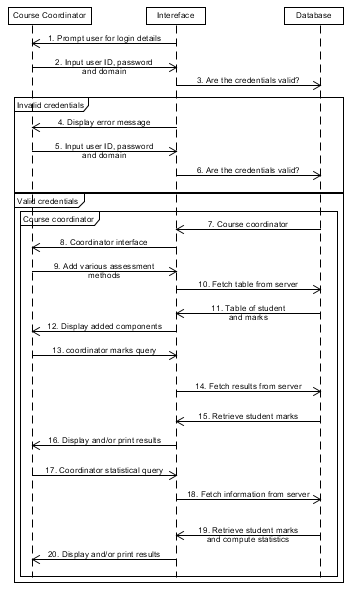 Course Coordinator
Intereface
Database
1. Prompt user for login details
2. Input user ID, password
and domain
3. Are the credentials valid?
Invalid credentials
4. Display error message
5. Input user ID, password
and domain
6. Are the credentials valid?
Valid credentials
Course coordinator
7. Course coordinator
8. Coordinator interface
9. Add various assessment
methods
10. Fetch table from server
11. Table of student
and marks
12. Display added components
13. coordinator marks query
14. Fetch results from server
15. Retrieve student marks
16. Display and/or print results
17. Coordinator statistical query
18. Fetch information from server
19. Retrieve student marks
and compute statistics
20. Display and/or print results